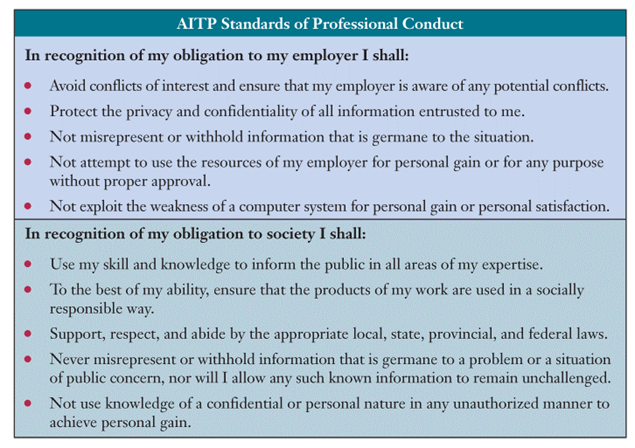 AITP Standards of Professional Conduct
In recognition of my obligation to my employer I shall:
• Avoid conflicts of interest and ensure that my employer is aware of any potential conflicts.
• Protect the privacy and confidentiality of all information entrusted to me.
• Not misrepresent or withhold information that is germane to the situation.
• Not attempt to use the resources of my employer for personal gain or for any purpose
without proper approval.
• Not exploit the weakness of a computer system for personal gain or personal satisfaction.
In recognition of my obligation to society I shall:
• Use my skill and knowledge to inform the public in all areas of my expertise.
• To the best of my ability, ensure that the products of my work are used in a socially
responsible way.
• Support, respect, and abide by the appropriate local, state, provincial, and federal laws.
• Never misrepresent or withhold information that is germane to a problem or a situation
of public concern, nor will I allow any such known information to remain unchallenged.
• Not use knowledge of a confidential or personal nature in any unauthorized manner to
achieve personal gain.